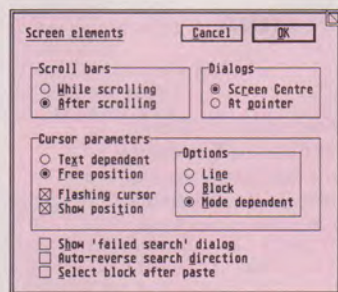 Screen elements Cancel OK
Scroll bars
While scrolling
After scrolling
Dialogs
Screen Centre
At pointer
Cursor parameters
Text dependent
Free position
Flashing cursor
Show position
Options
Line
Block
Mode dependent
Show 'failed search' dialog
Auto-reverse search direction
Select block after paste